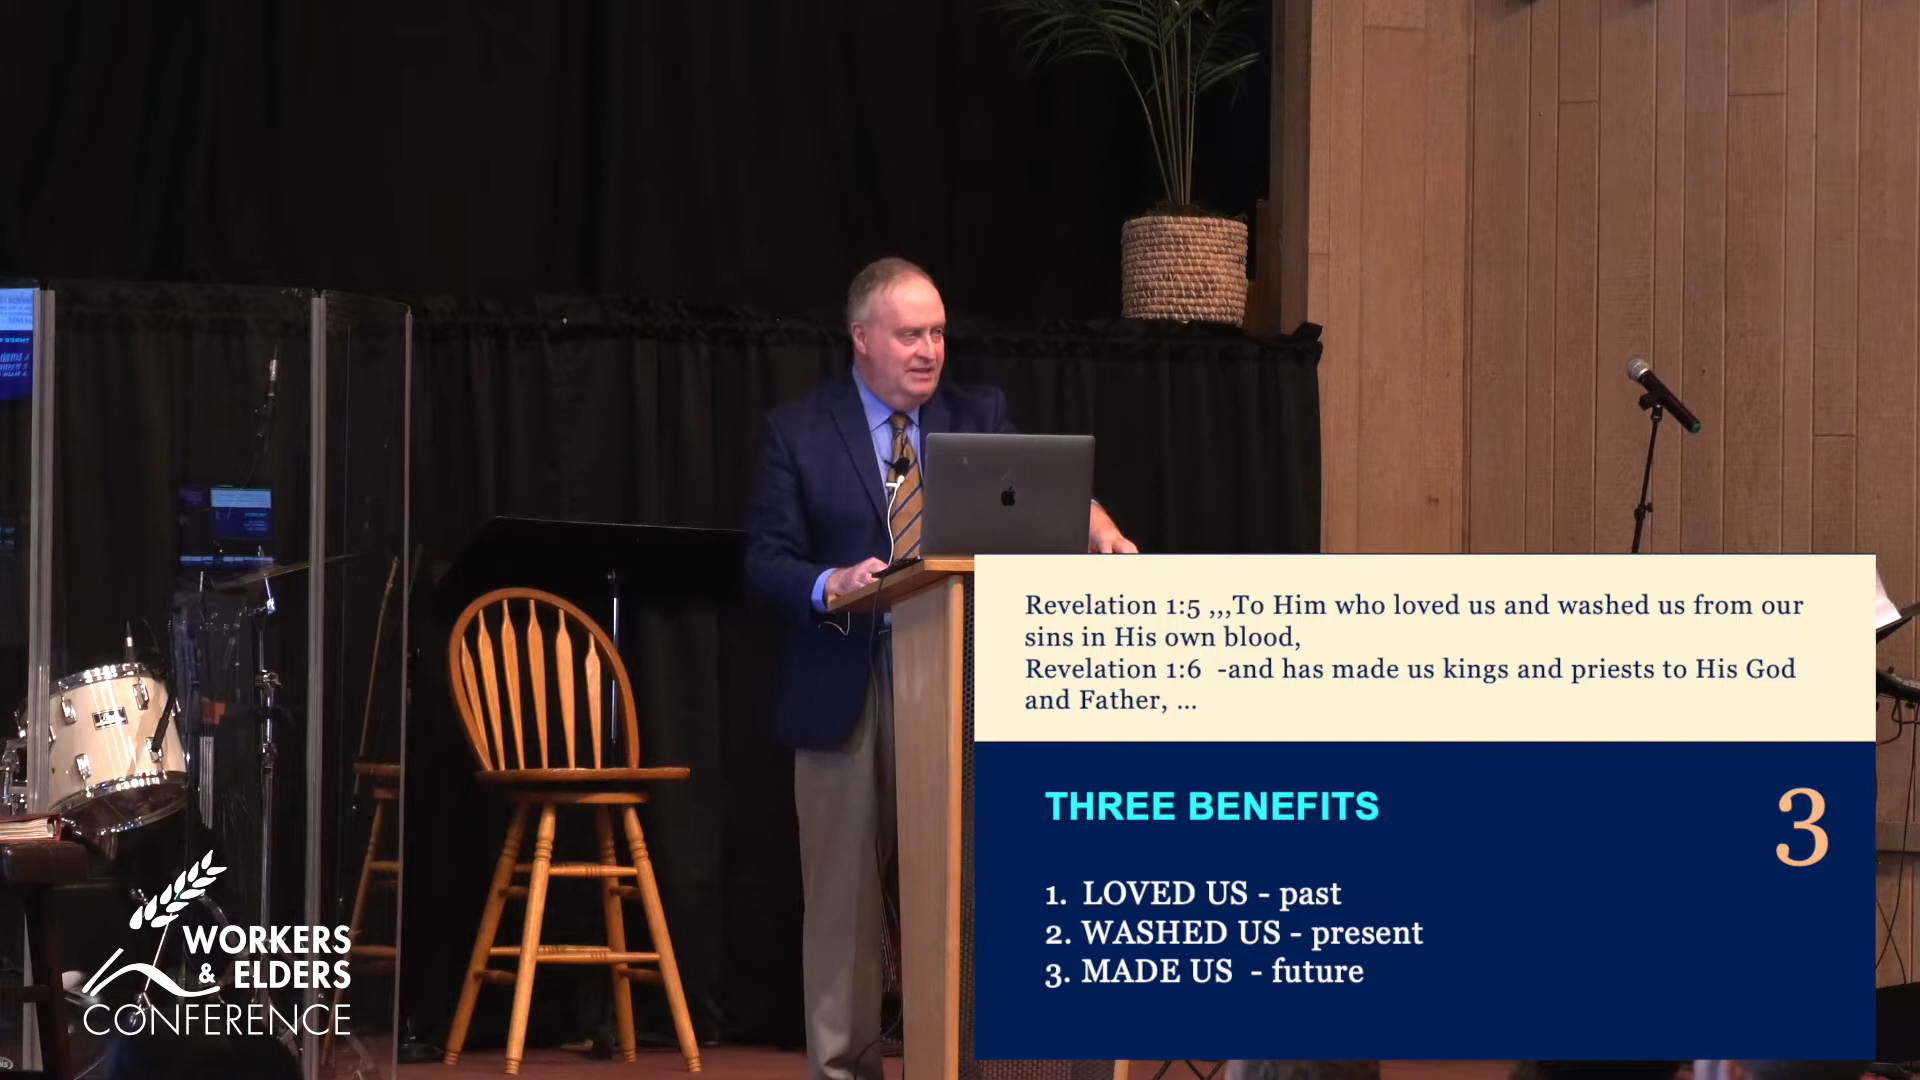 Revelation 1:5 ,,,To Him who loved us and washed us from our
sins in His own blood,
Revelation 1:6 -and has made us kings and priests to His God
and Father, ...
THREE BENEFITS
3
1. LOVED US - past
2. WASHED US - present
3. MADE US - future
WORKERS
& ELDERS
CONFERENCE